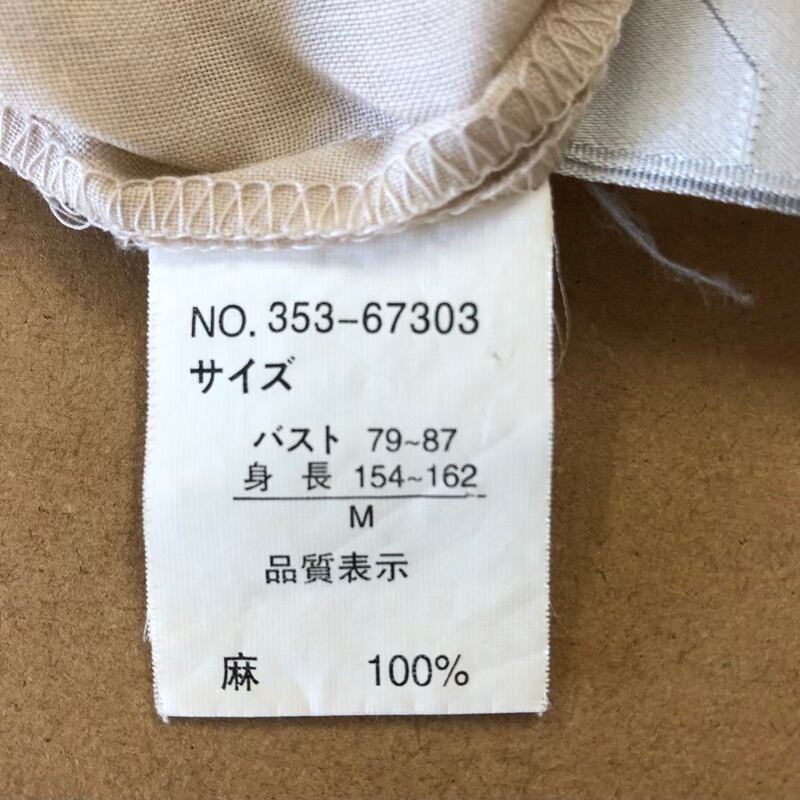 NO. 353-67303
サイズ
バスト 79~87
身 長 154~162
M
品質表示
麻 100%